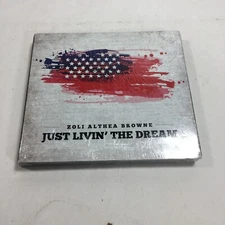 ZOLI ALTHEA BROWNE
JUST LIVIN' THE DREAM